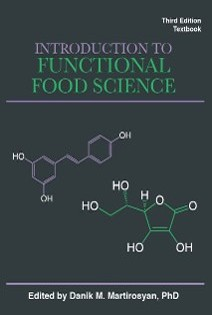 Third Edition
Textbook
INTRODUCTION TO
FUNCTIONAL
FOOD SCIENCE
OH
HO
OH
HO
H
O
O
HO
HO
OH
Edited by Danik M. Martirosyan, PhD